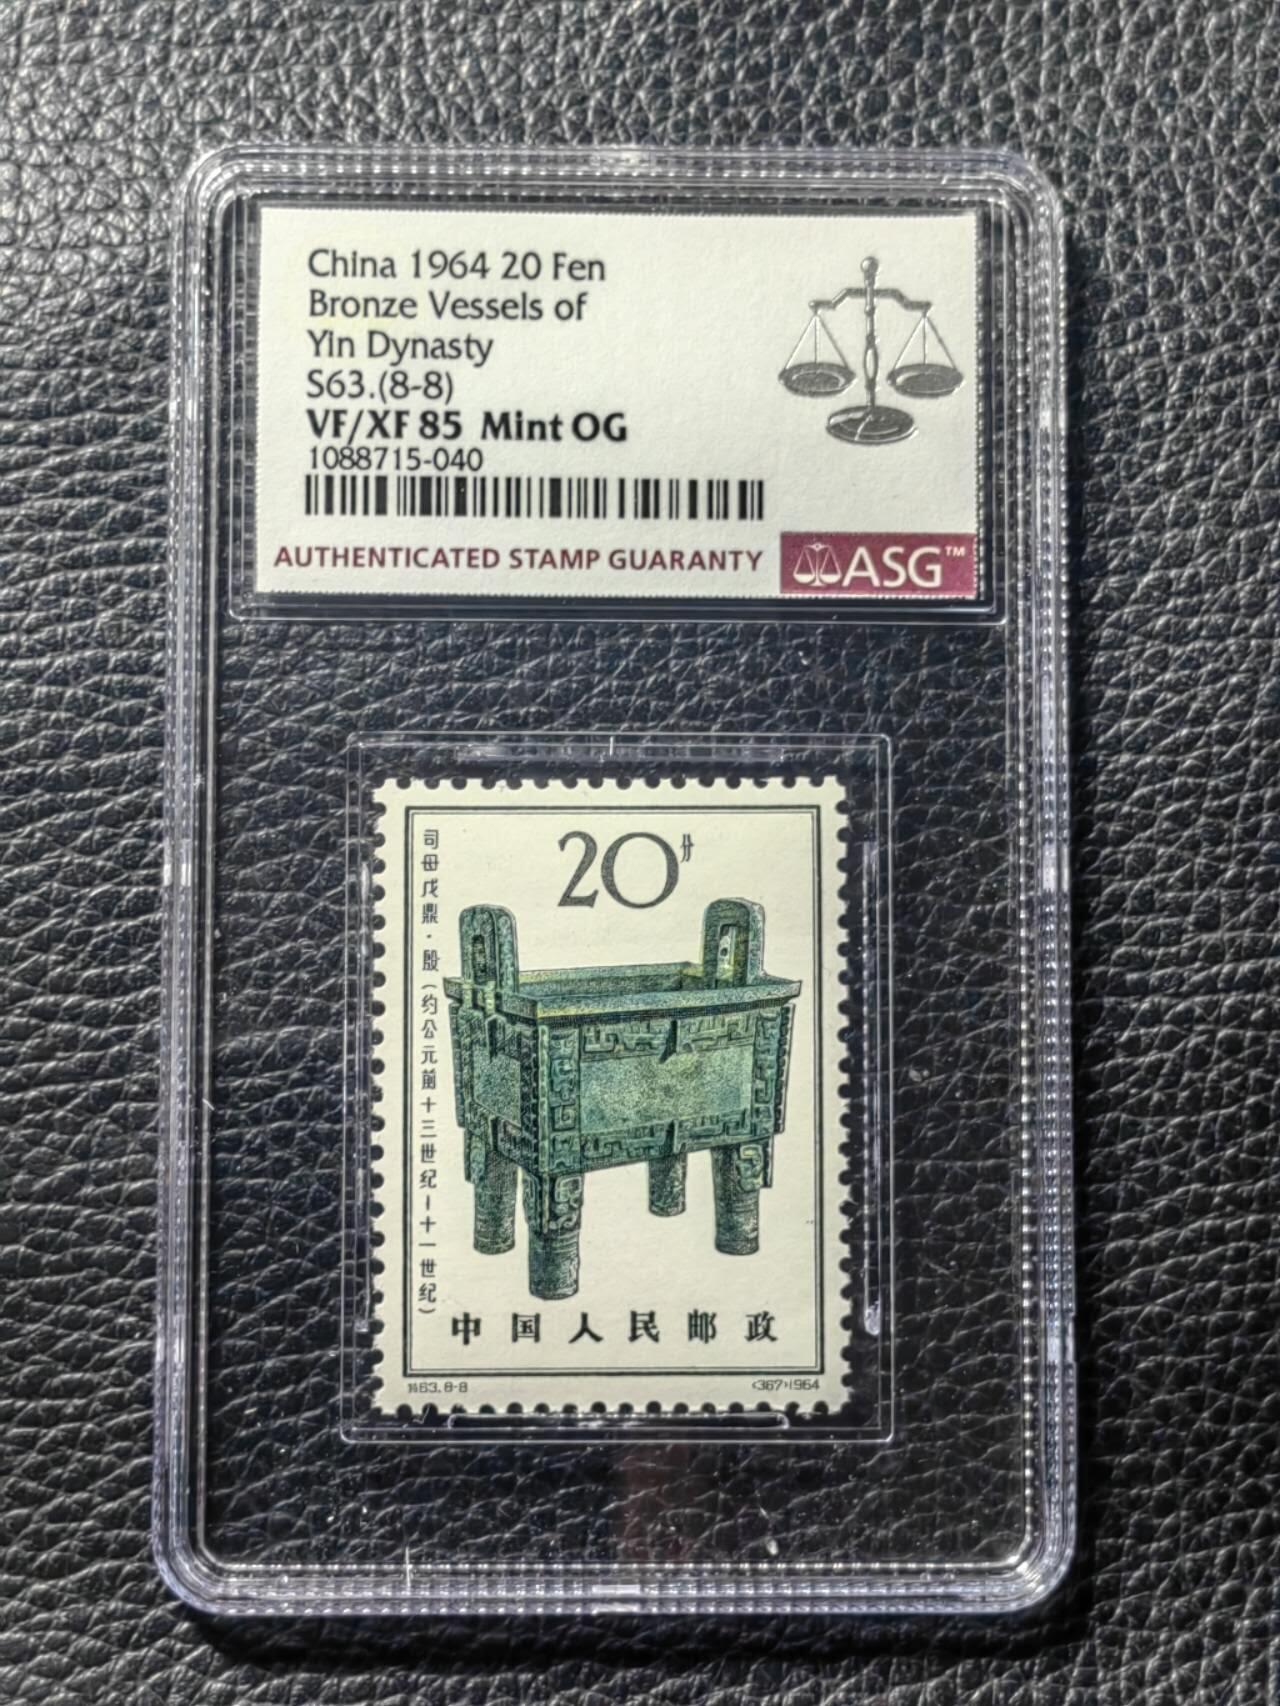 China 1964 20 Fen
Bronze Vessels of
Yin Dynasty
S63.(8-8)
VF/XF 85 Mint OG
1088715-040
AUTHENTICATED STAMP GUARANTY
ASG™
20分
司母戊鼎·殷(约公元前十三世纪—十一世纪)
中国人民邮政
特63.8-8
(367)1964